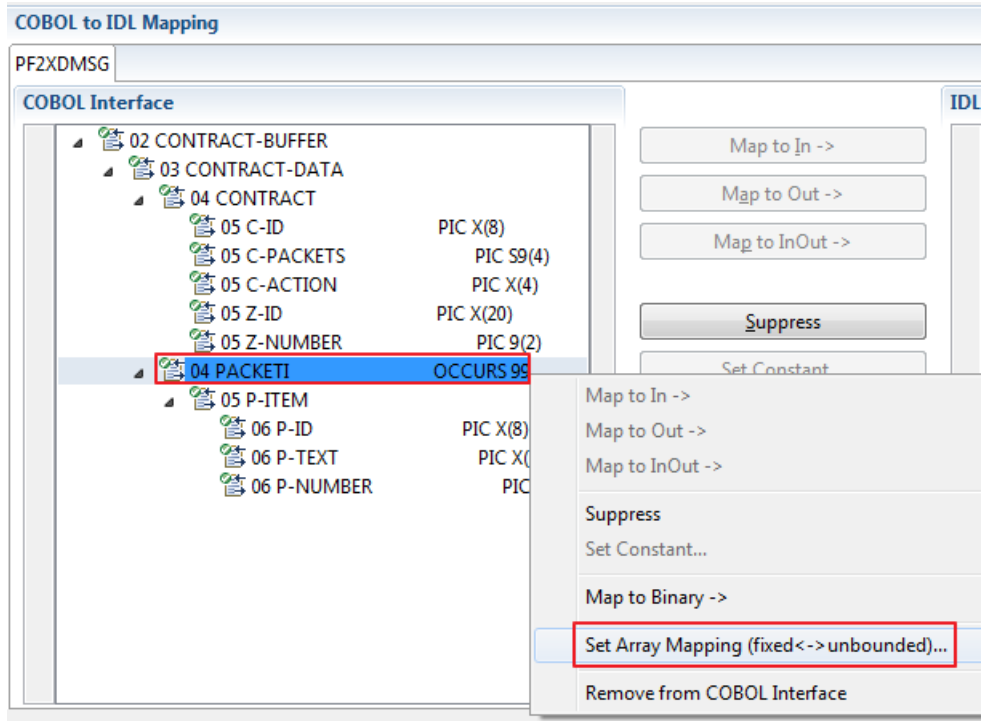 COBOL to IDL Mapping
PF2XDMSG
COBOL Interface
IDL
02 CONTRACT-BUFFER
03 CONTRACT-DATA
04 CONTRACT
05 C-ID PIC X(8)
05 C-PACKETS PIC S9(4)
05 C-ACTION PIC X(4)
05 Z-ID PIC X(20)
05 Z-NUMBER PIC 9(2)
04 PACKETI OCCURS 99
05 P-ITEM
06 P-ID PIC X(8)
06 P-TEXT PIC X(
06 P-NUMBER PIC
Map to In ->
Map to Out ->
Map to InOut ->
Suppress
Set Constant
Map to In ->
Map to Out ->
Map to InOut ->
Suppress
Set Constant...
Map to Binary ->
Set Array Mapping (fixed<->unbounded)...
Remove from COBOL Interface